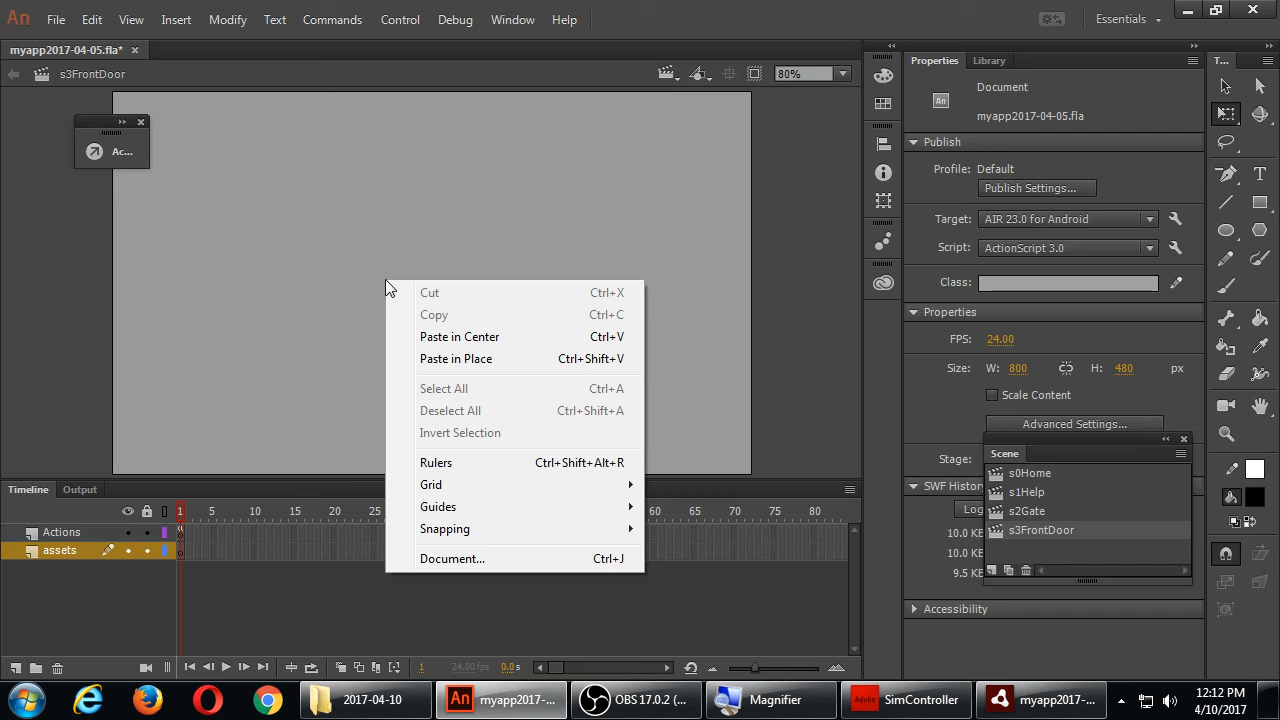 An File Edit View Insert Modify Text Commands Control Debug Window Help Essentials
myapp2017-04-05.fla*
s3FrontDoor 80%
Ac...
Cut Ctrl+X
Copy Ctrl+C
Paste in Center Ctrl+V
Paste in Place Ctrl+Shift+V
Select All Ctrl+A
Deselect All Ctrl+Shift+A
Invert Selection
Rulers Ctrl+Shift+Alt+R
Grid
Guides
Snapping
Document... Ctrl+J
Properties Library T...
Document
An myapp2017-04-05.fla
Publish
Profile: Default
Publish Settings...
Target: AIR 23.0 for Android
Script: ActionScript 3.0
Class:
Properties
FPS: 24.00
Size: W: 800 H: 480 px
Scale Content
Advanced Settings...
Stage:
SWF History
Log
10.0 KE
10.0 KE
9.5 KE
Accessibility
Scene
s0Home
s1Help
s2Gate
s3FrontDoor
Timeline Output
1 5 10 15 20 25 60 65 70 75 80
Actions
assets
1 24.00 fps 0.0 s
2017-04-10 An myapp2017-... OBS 17.0.2 (... Magnifier Adobe SimController myapp2017-... 12:12 PM
4/10/2017